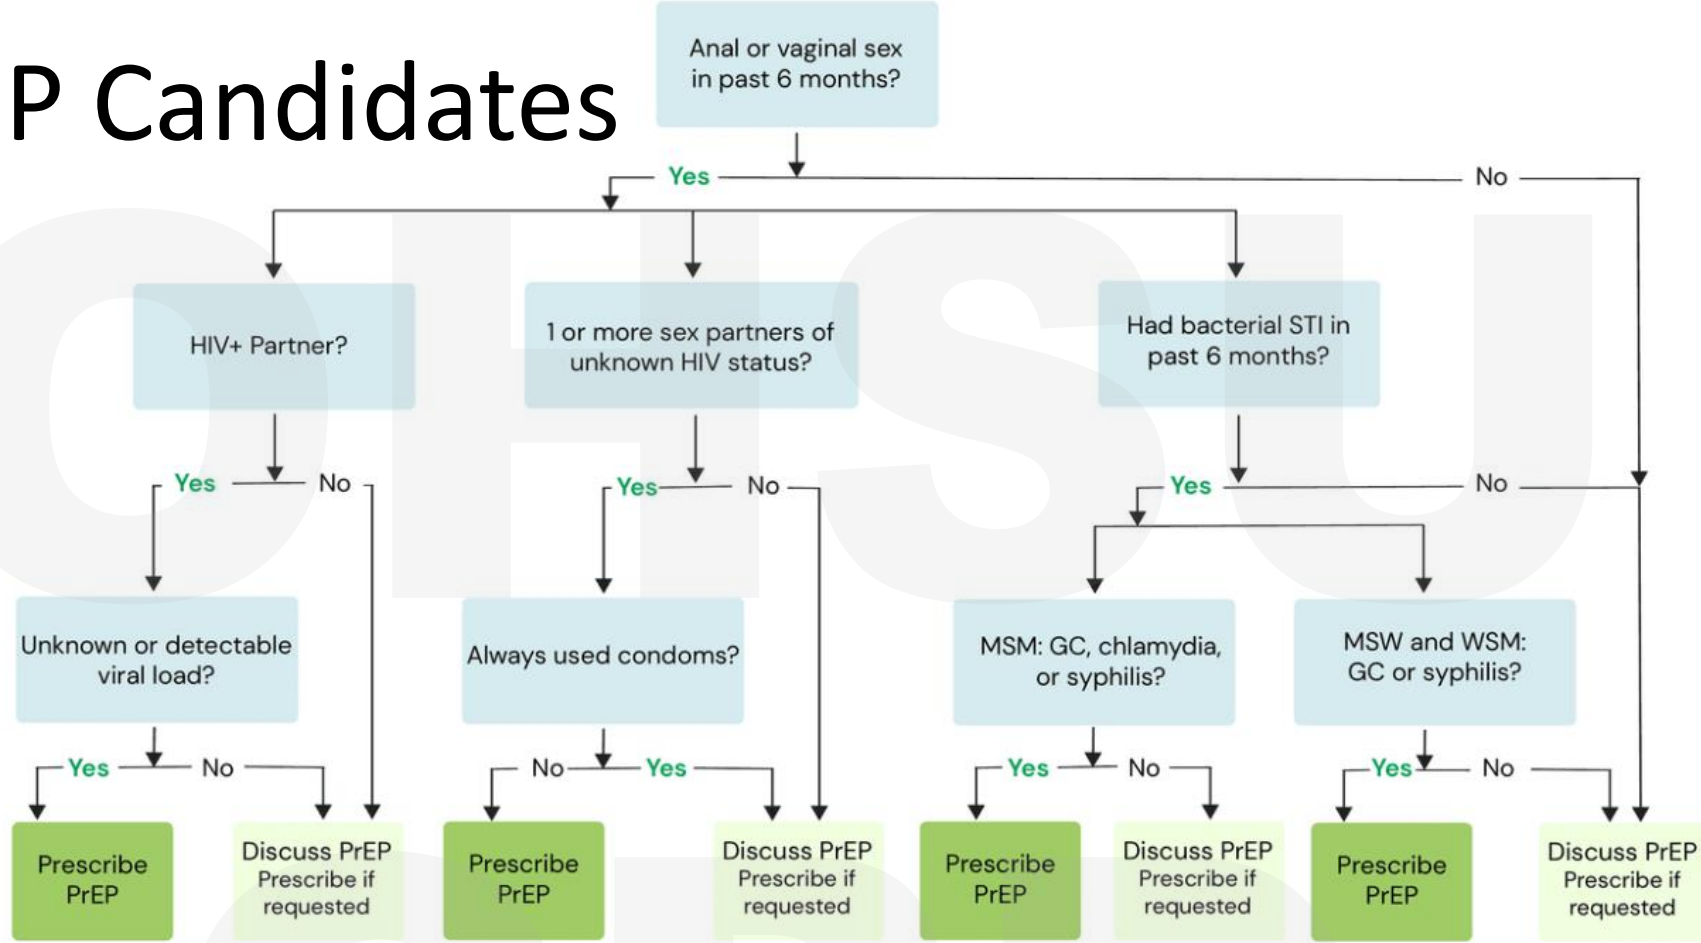 P Candidates
Anal or vaginal sex
in past 6 months?
Yes
No
HIV+ Partner?
1 or more sex partners of
unknown HIV status?
Had bacterial STI in
past 6 months?
Yes
No
Yes
No
Yes
No
Unknown or detectable
viral load?
Always used condoms?
MSM: GC, chlamydia,
or syphilis?
MSW and WSM:
GC or syphilis?
Yes
No
No
Yes
Yes
No
Yes
No
Prescribe
PrEP
Discuss PrEP
Prescribe if
requested
Prescribe
PrEP
Discuss PrEP
Prescribe if
requested
Prescribe
PrEP
Discuss PrEP
Prescribe if
requested
Prescribe
PrEP
Discuss PrEP
Prescribe if
requested
OHSU